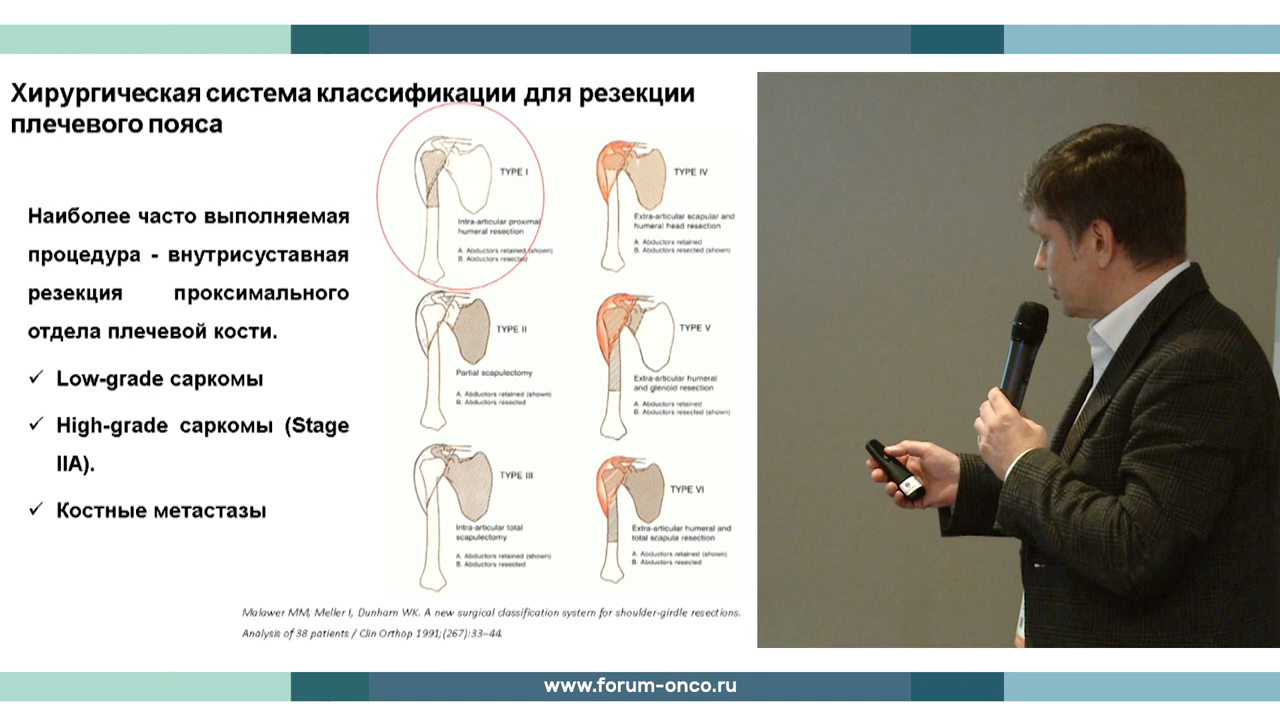 Хирургическая система классификации для резекции
плечевого пояса
Наиболее часто выполняемая
процедура - внутрисуставная
резекция проксимального
отдела плечевой кости.
✓ Low-grade саркомы
✓ High-grade саркомы (Stage
IIA).
✓ Костные метастазы
TYPE I
Intra-articular proximal
humeral resection
A. Abductors retained (shown)
B. Abductors resected
TYPE II
Partial scapulectomy
A. Abductors retained (shown)
B. Abductors resected
TYPE III
Intra-articular total
scapulectomy
A. Abductors retained (shown)
B. Abductors resected
TYPE IV
Extra-articular scapular and
humeral head resection
A. Abductors retained
B. Abductors resected (shown)
TYPE V
Extra-articular humeral
and glenoid resection
A. Abductors retained
B. Abductors resected (shown)
TYPE VI
Extra-articular humeral and
total scapula resection
A. Abductors retained (shown)
B. Abductors resected
Malawer MM, Meller I, Dunham WK. A new surgical classification system for shoulder-girdle resections.
Analysis of 38 patients / Clin Orthop 1991;(267):33–44.
www.forum-onco.ru